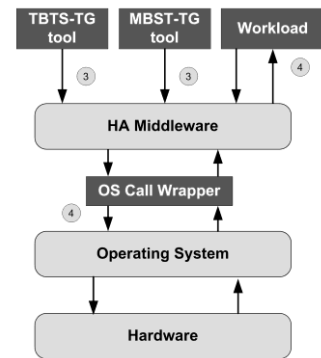 TBTS-TG
tool
MBST-TG
tool
Workload
3
3
4
HA Middleware
OS Call Wrapper
4
Operating System
Hardware